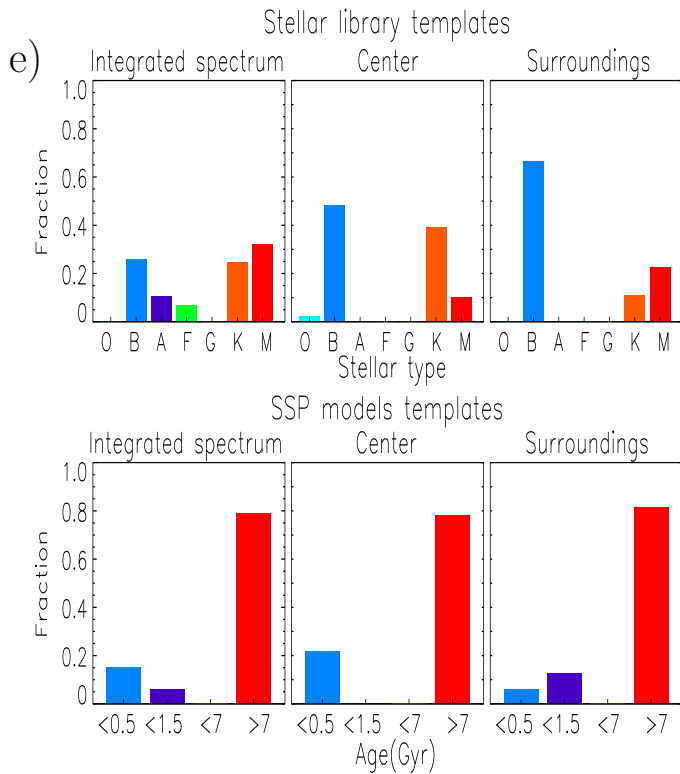 Stellar library templates
e)
Integrated spectrum Center Surroundings
1.0
0.8
0.6
0.4
0.2
0
Fraction
O B A F G K M O B A F G K M O B A F G K M
Stellar type
SSP models templates
Integrated spectrum Center Surroundings
1.0
0.8
0.6
0.4
0.2
0
Fraction
<0.5 <1.5 <7 >7 <0.5 <1.5 <7 >7 <0.5 <1.5 <7 >7
Age(Gyr)